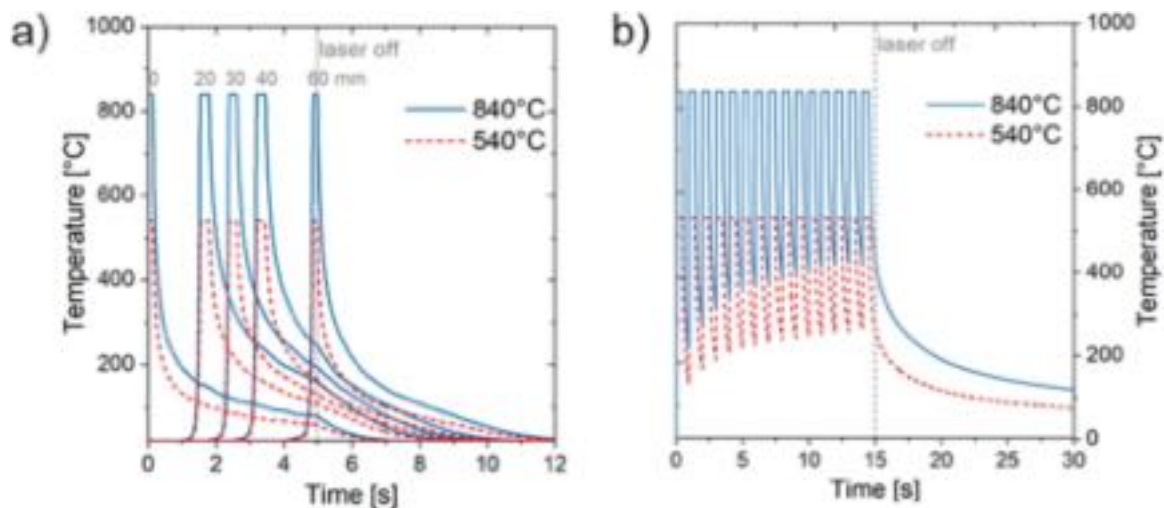 a)
1000
800
600
400
200
Temperature [°C]
laser off
0 20 30 40 60 mm
840°C
540°C
0 2 4 6 8 10 12
Time [s]
b)
laser off
840°C
540°C
1000
800
600
400
200
0
Temperature [°C]
0 5 10 15 20 25 30
Time [s]